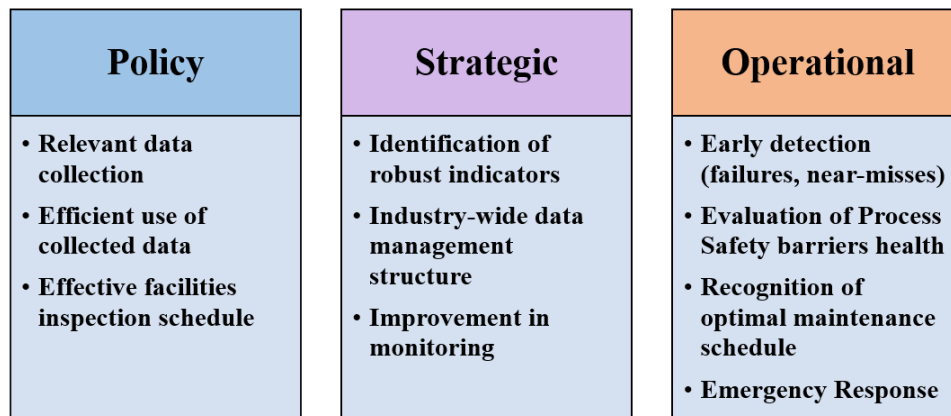 Policy
• Relevant data
collection
• Efficient use of
collected data
• Effective facilities
inspection schedule
Strategic
• Identification of
robust indicators
• Industry-wide data
management
structure
• Improvement in
monitoring
Operational
• Early detection
(failures, near-misses)
• Evaluation of Process
Safety barriers health
• Recognition of
optimal maintenance
schedule
• Emergency Response